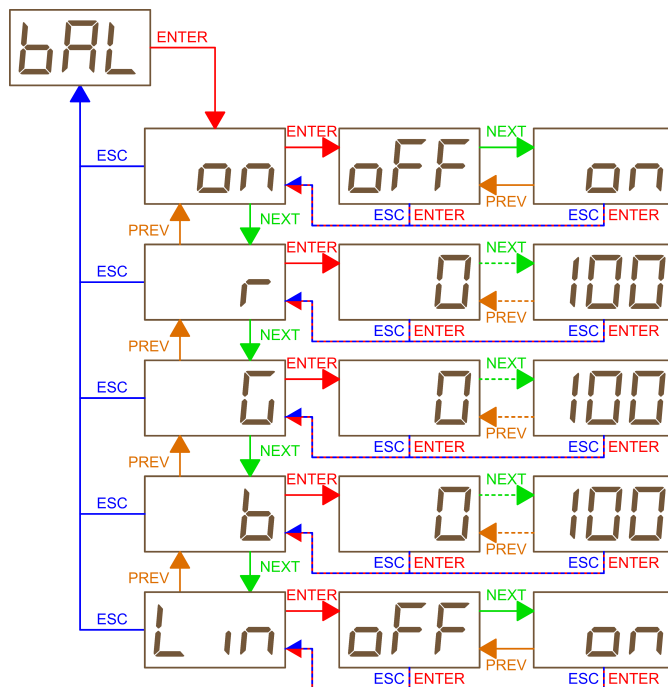 bAL
ENTER
ESC on ENTER oFF NEXT on
PREV
ESC ENTER ESC ENTER
PREV NEXT
ESC r ENTER 0 NEXT 100
PREV
ESC ENTER ESC ENTER
PREV NEXT
ESC G ENTER 0 NEXT 100
PREV
ESC ENTER ESC ENTER
PREV NEXT
ESC b ENTER 0 NEXT 100
PREV
ESC ENTER ESC ENTER
PREV NEXT
ESC Lin ENTER oFF NEXT on
PREV
ESC ENTER ESC ENTER